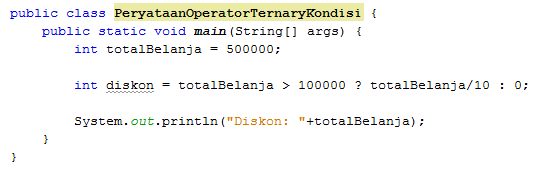 public class PeryataanOperatorTernaryKondisi {
public static void main(String[] args) {
int totalBelanja = 500000;
int diskon = totalBelanja > 100000 ? totalBelanja/10 : 0;
System.out.println("Diskon: "+totalBelanja);
}
}